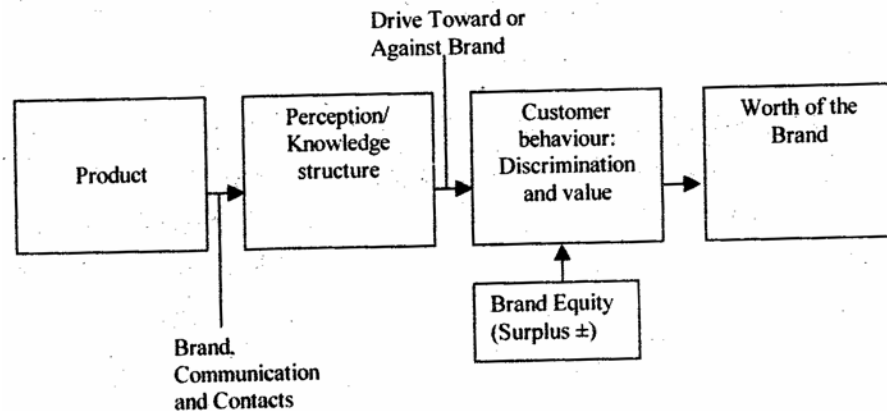 Drive Toward or
Against Brand
Product
Perception/
Knowledge
structure
Customer
behaviour:
Discrimination
and value
Worth of the
Brand
Brand Equity
(Surplus ±)
Brand,
Communication
and Contacts